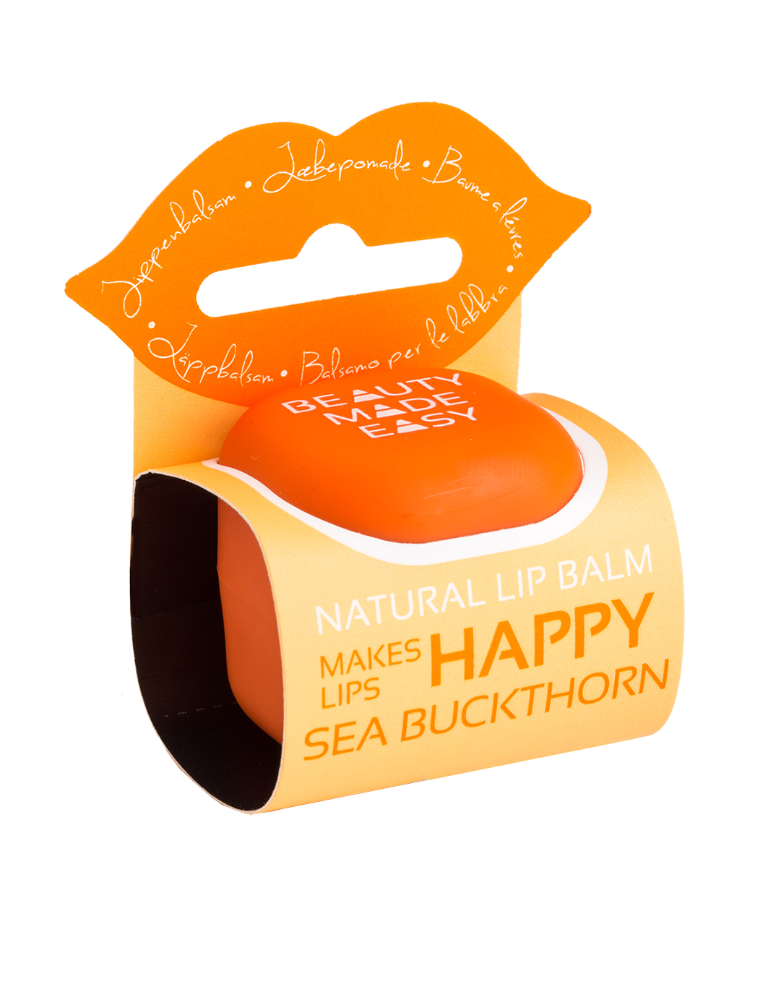 Lippenbalsam • Læbepomade • Baume a lévres •
• Läppbalsam • Balsamo per le labbra
BEAUTY
MADE
EASY
NATURAL LIP BALM
MAKES LIPS HAPPY
SEA BUCKTHORN